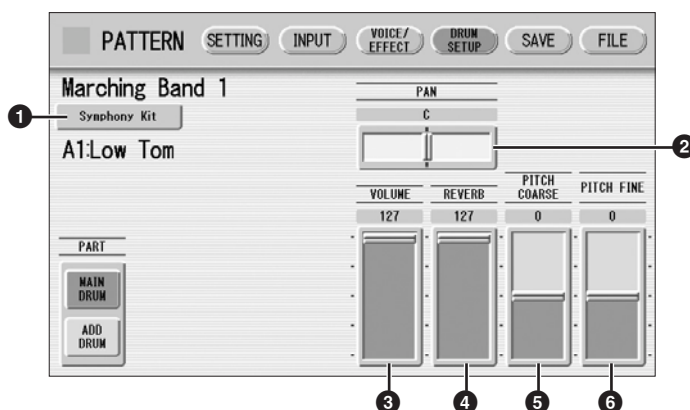 PATTERN SETTING INPUT VOICE/ EFFECT DRUM SETUP SAVE FILE
Marching Band 1
1 Symphony Kit
A1:Low Tom
PAN
C
2
VOLUME REVERB PITCH COARSE PITCH FINE
127 127 0 0
PART
MAIN DRUM
ADD DRUM
3 4 5 6